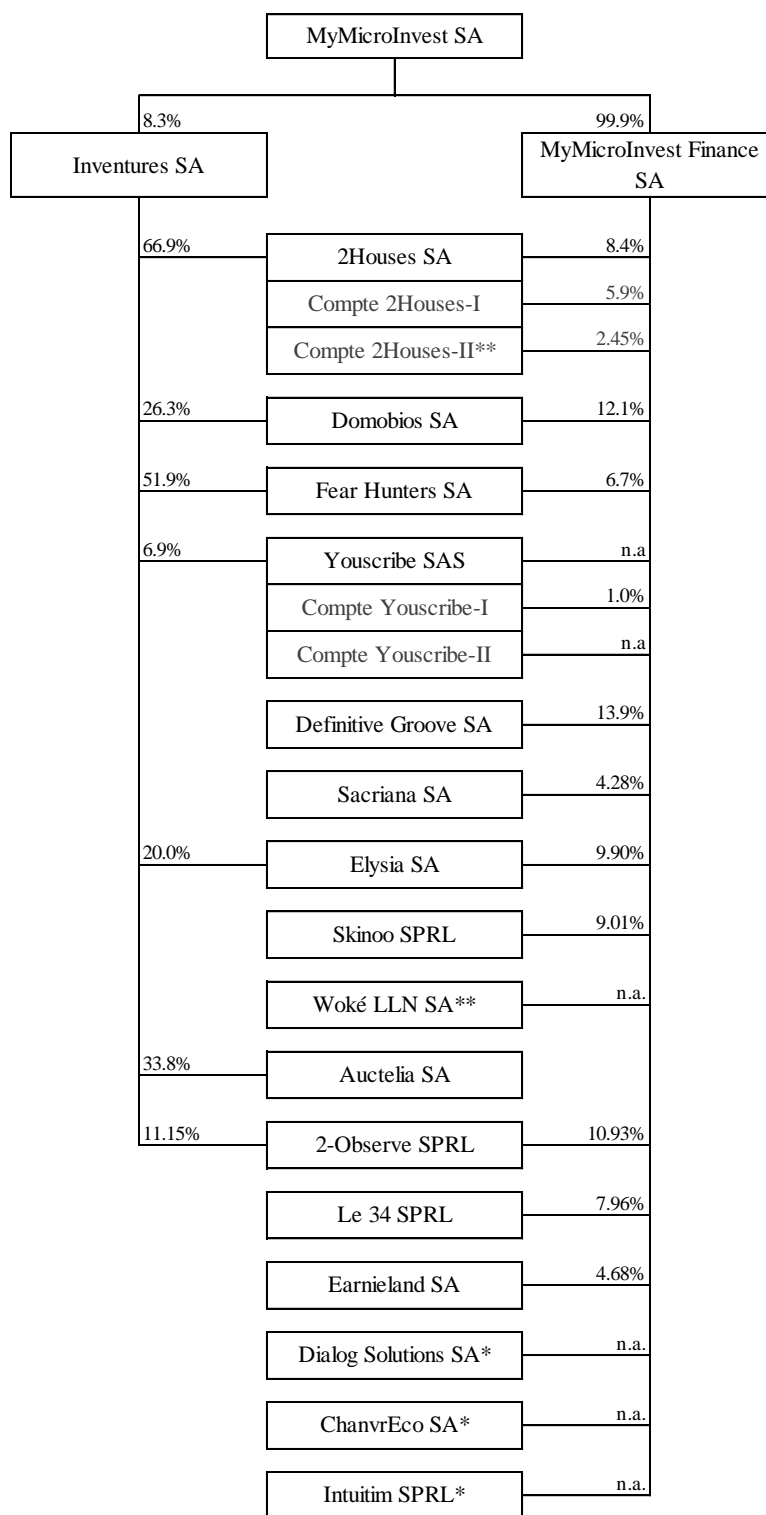 MyMicroInvest SA
8.3%
99.9%
Inventures SA
MyMicroInvest Finance
SA
66.9%
2Houses SA
8.4%
Compte 2Houses-I
5.9%
Compte 2Houses-II**
2.45%
26.3%
Domobios SA
12.1%
51.9%
Fear Hunters SA
6.7%
6.9%
Youscribe SAS
n.a
Compte Youscribe-I
1.0%
Compte Youscribe-II
n.a
Definitive Groove SA
13.9%
Sacriana SA
4.28%
20.0%
Elysia SA
9.90%
Skinoo SPRL
9.01%
Woké LLN SA**
n.a.
33.8%
Auctelia SA
11.15%
2-Observe SPRL
10.93%
Le 34 SPRL
7.96%
Earnieland SA
4.68%
Dialog Solutions SA*
n.a.
ChanvrEco SA*
n.a.
Intuitim SPRL*
n.a.